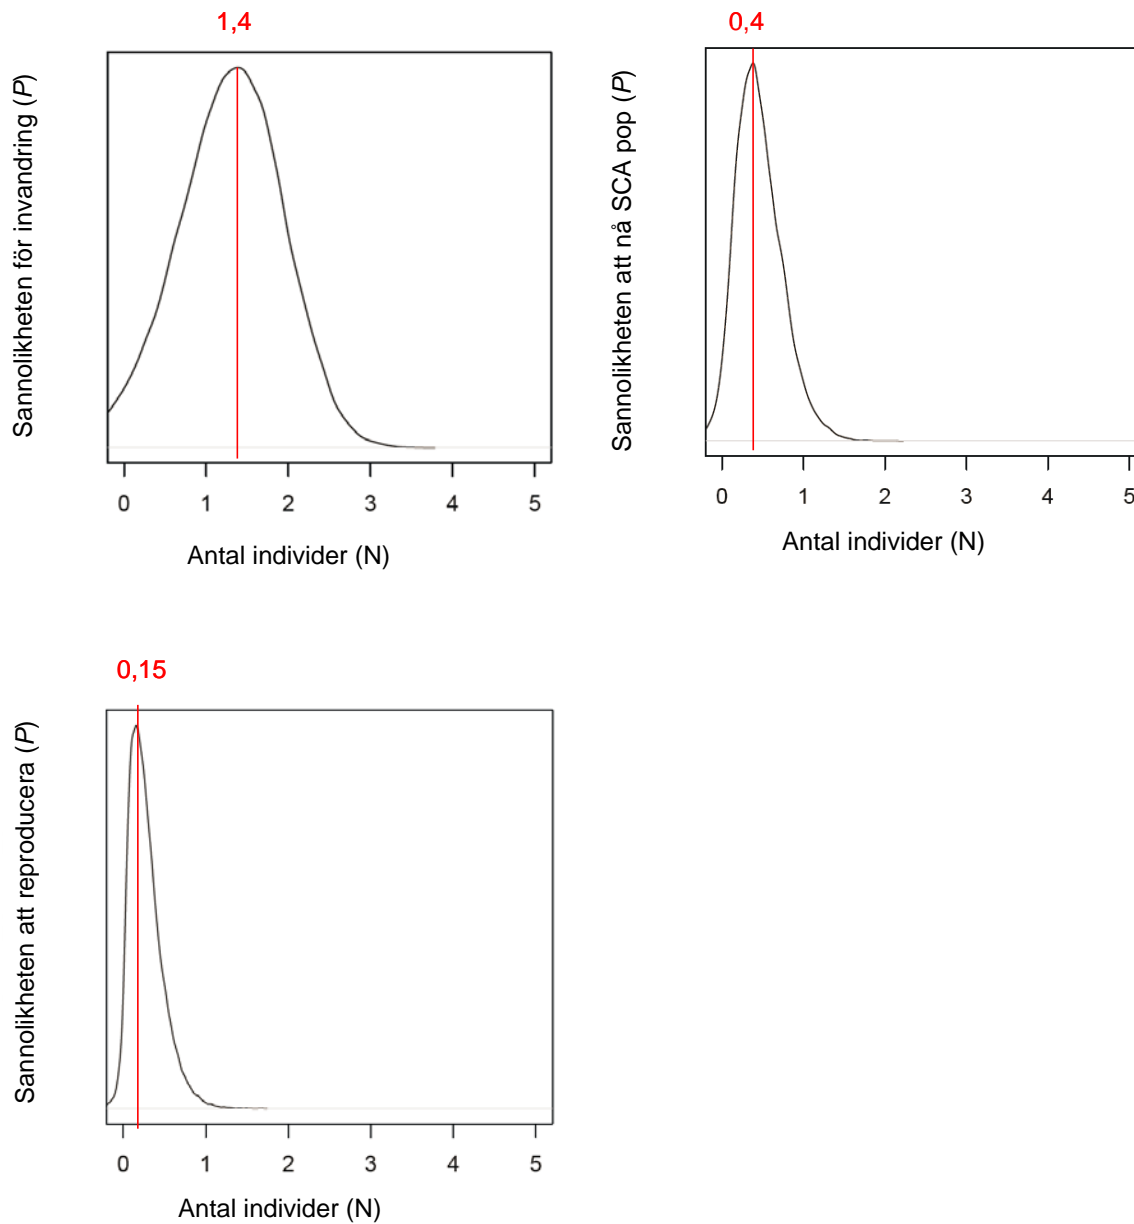 1,4
Sannolikheten för invandring (P)
0 1 2 3 4 5
Antal individer (N)
0,4
Sannolikheten att nå SCA pop (P)
0 1 2 3 4 5
Antal individer (N)
0,15
Sannolikheten att reproducera (P)
0 1 2 3 4 5
Antal individer (N)